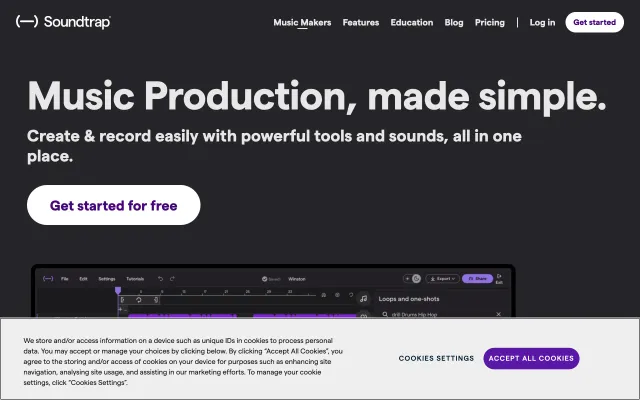 Soundtrap
Music Makers Features Education Blog Pricing Log in Get started
Music Production, made simple.
Create & record easily with powerful tools and sounds, all in one
place.
Get started for free
File Edit Settings Tutorials Saved Winston Export Share Exit
Loops and one-shots
drill Drums Hip Hop
We store and/or access information on a device such as unique IDs in cookies to process personal
data. You may accept or manage your choices by clicking below. By clicking "Accept All Cookies", you
agree to the storing and/or access of cookies on your device for purposes such as enhancing site
navigation, analysing site usage, and assisting in our marketing efforts. To manage your cookie
settings, click "Cookies Settings".
COOKIES SETTINGS
ACCEPT ALL COOKIES